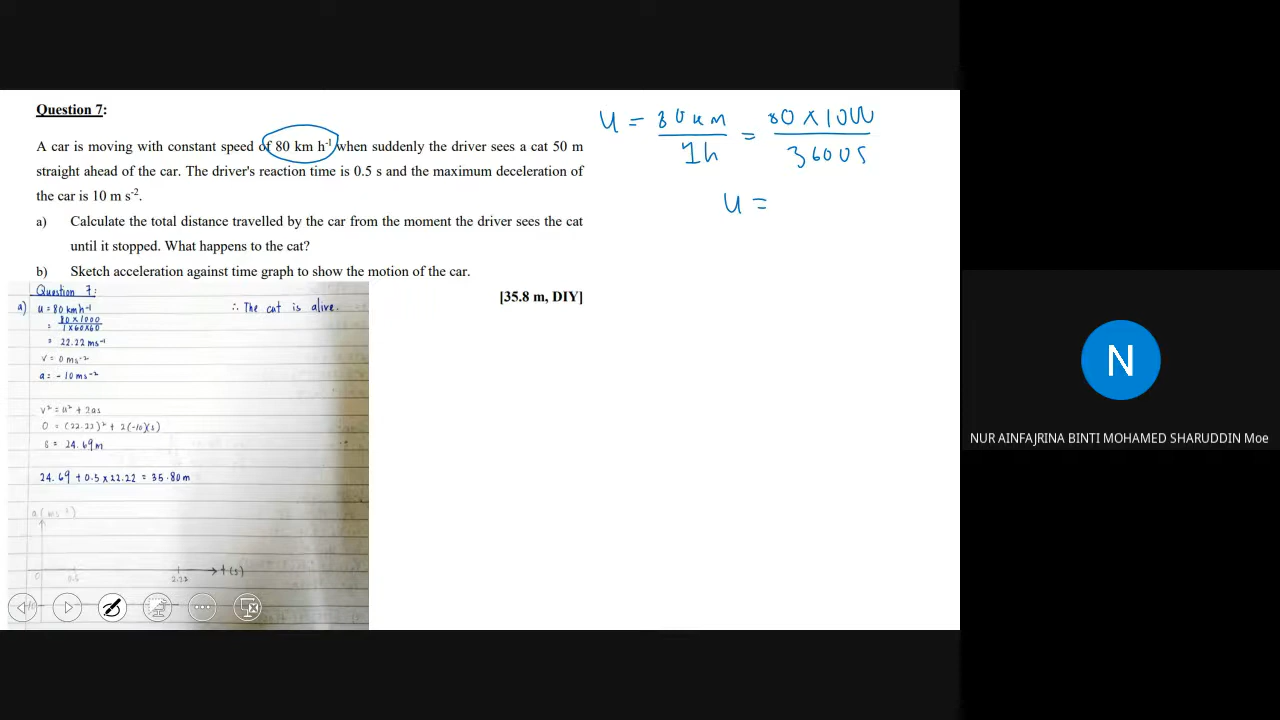 Question 7:
A car is moving with constant speed of 80 km h-1 when suddenly the driver sees a cat 50 m
straight ahead of the car. The driver's reaction time is 0.5 s and the maximum deceleration of
the car is 10 m s-2.
a) Calculate the total distance travelled by the car from the moment the driver sees the cat
until it stopped. What happens to the cat?
b) Sketch acceleration against time graph to show the motion of the car.
[35.8 m, DIY]
u = 80 km / 1h = 80 x 1000 / 3600 s
u =
Question 7:
a) u = 80 kmh-1
= 80 x 1000 / 1 x 60 x 60
= 22.22 ms-1
v = 0 ms-2
a = -10 ms-2
v² = u² + 2as
0 = (22.22)² + 2(-10)(s)
s = 24.69 m
24.69 + 0.5 x 22.22 = 35.80 m
∴ The cat is alive.
0
0.5
2.22
t (s)
N
NUR AINFAJRINA BINTI MOHAMED SHARUDDIN Moe